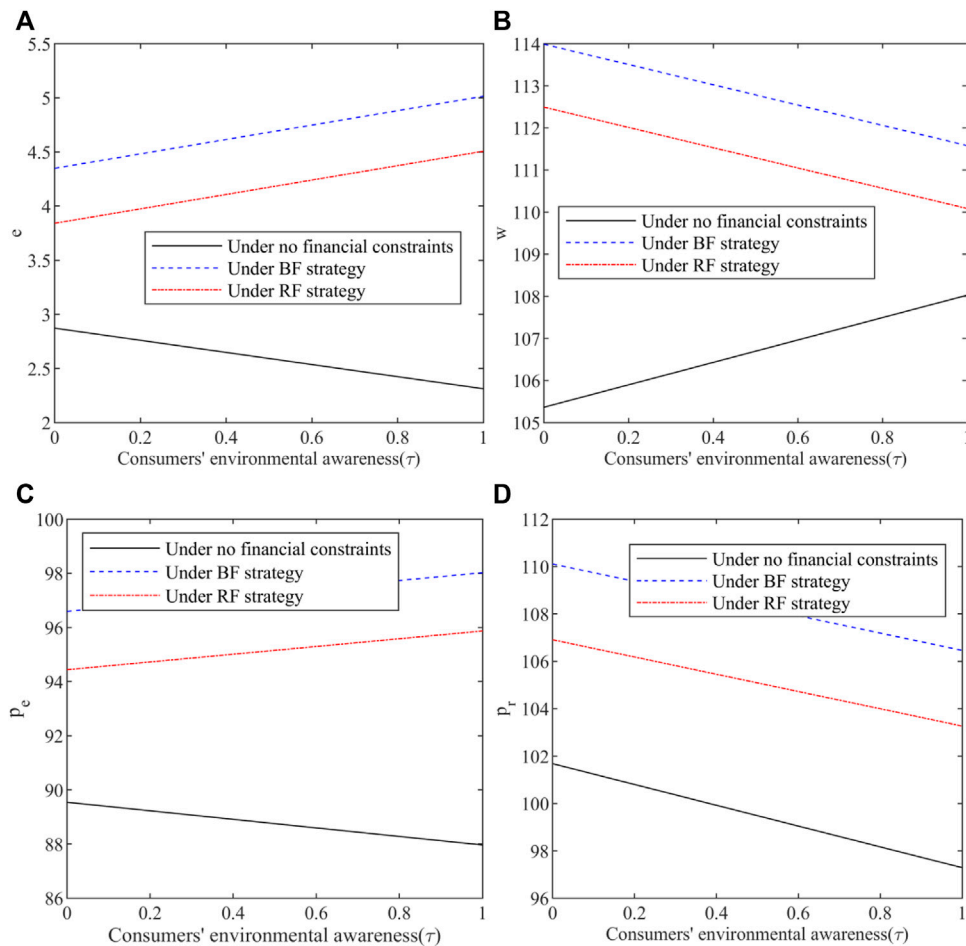 A
5.5
5
4.5
4
3.5
3
2.5
2
e
Under no financial constraints
Under BF strategy
Under RF strategy
0 0.2 0.4 0.6 0.8 1
Consumers' environmental awareness(τ)
B
114
113
112
111
110
109
108
107
106
105
w
Under no financial constraints
Under BF strategy
Under RF strategy
0 0.2 0.4 0.6 0.8 1
Consumers' environmental awareness(τ)
C
100
98
96
94
92
90
88
86
p_e
Under no financial constraints
Under BF strategy
Under RF strategy
0 0.2 0.4 0.6 0.8 1
Consumers' environmental awareness(τ)
D
112
110
108
106
104
102
100
98
96
p_r
Under no financial constraints
Under BF strategy
Under RF strategy
0 0.2 0.4 0.6 0.8 1
Consumers' environmental awareness(τ)